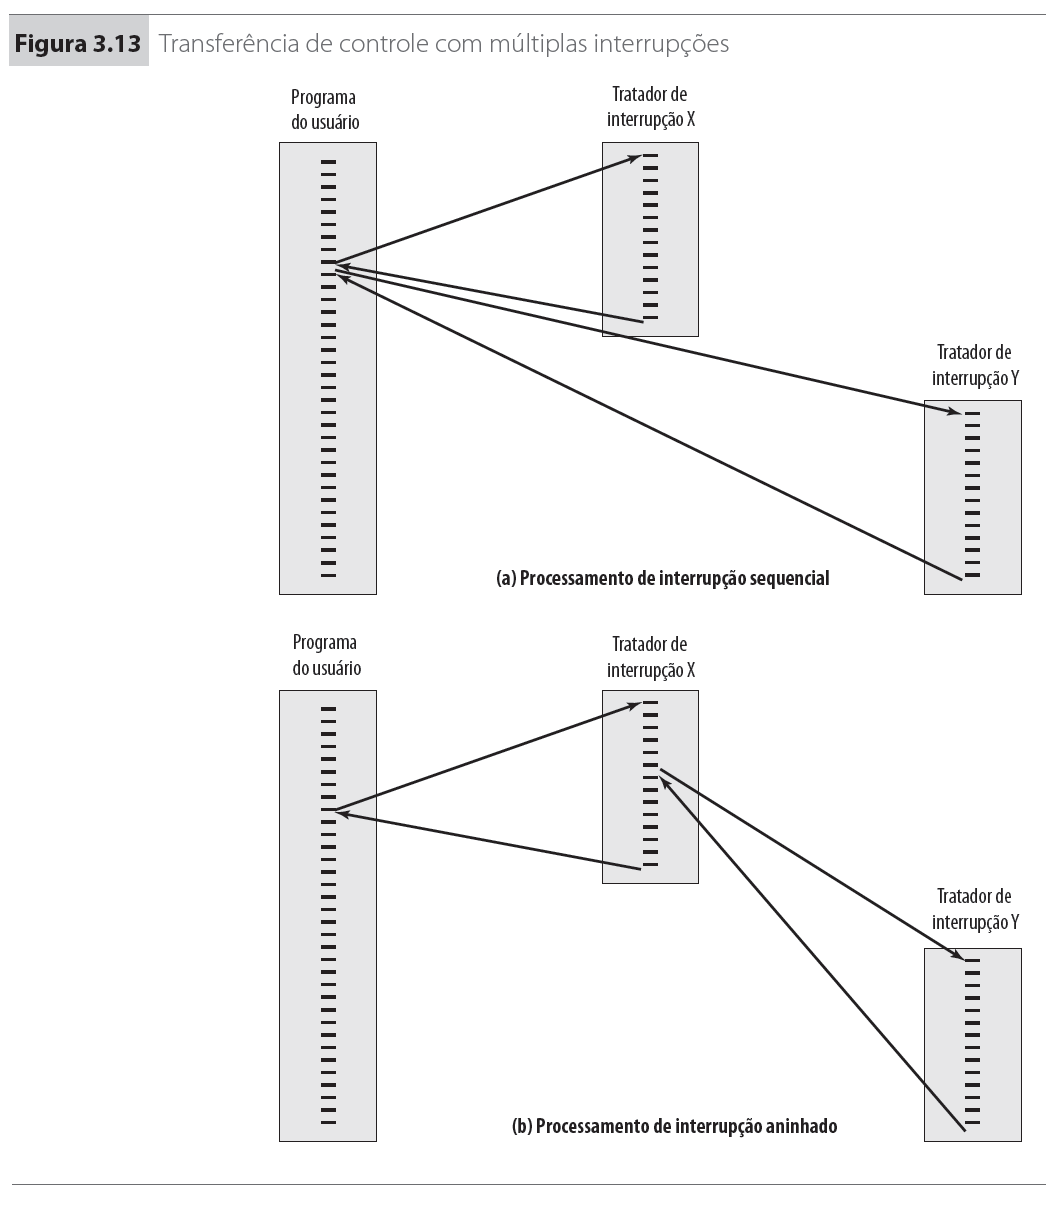 Figura 3.13 Transferência de controle com múltiplas interrupções
Programa
do usuário
Tratador de
interrupção X
Tratador de
interrupção Y
(a) Processamento de interrupção sequencial
Programa
do usuário
Tratador de
interrupção X
Tratador de
interrupção Y
(b) Processamento de interrupção aninhado